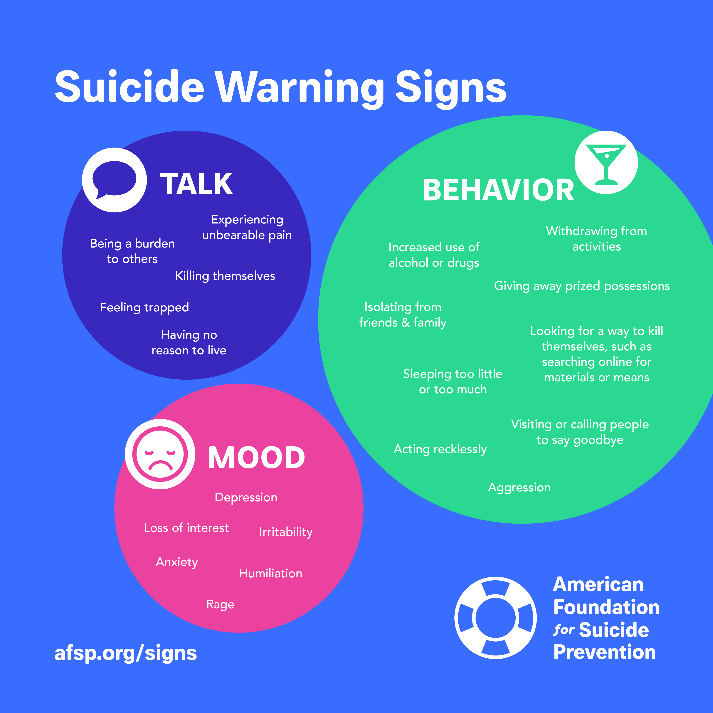 Suicide Warning Signs
TALK
Experiencing
unbearable pain
Being a burden
to others
Killing themselves
Feeling trapped
Having no
reason to live
BEHAVIOR
Withdrawing from
activities
Increased use of
alcohol or drugs
Giving away prized possessions
Isolating from
friends & family
Looking for a way to kill
themselves, such as
searching online for
materials or means
Sleeping too little
or too much
Visiting or calling people
to say goodbye
Acting recklessly
Aggression
MOOD
Depression
Loss of interest
Irritability
Anxiety
Humiliation
Rage
afsp.org/signs
American
Foundation
for Suicide
Prevention